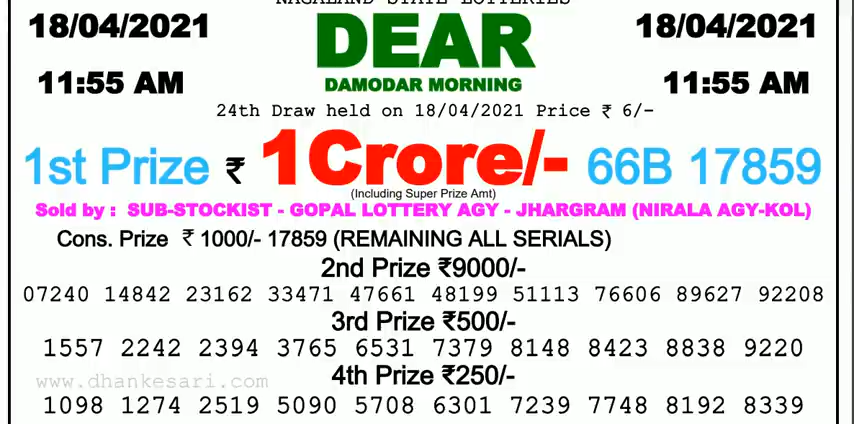 NAGALAND STATE LOTTERIES
18/04/2021 DEAR 18/04/2021
11:55 AM DAMODAR MORNING 11:55 AM
24th Draw held on 18/04/2021 Price ₹ 6/-
1st Prize ₹ 1Crore/- 66B 17859
(Including Super Prize Amt)
Sold by : SUB-STOCKIST - GOPAL LOTTERY AGY - JHARGRAM (NIRALA AGY-KOL)
Cons. Prize ₹ 1000/- 17859 (REMAINING ALL SERIALS)
2nd Prize ₹9000/-
07240 14842 23162 33471 47661 48199 51113 76606 89627 92208
3rd Prize ₹500/-
1557 2242 2394 3765 6531 7379 8148 8423 8838 9220
www.dhankesari.com 4th Prize ₹250/-
1098 1274 2519 5090 5708 6301 7239 7748 8192 8339